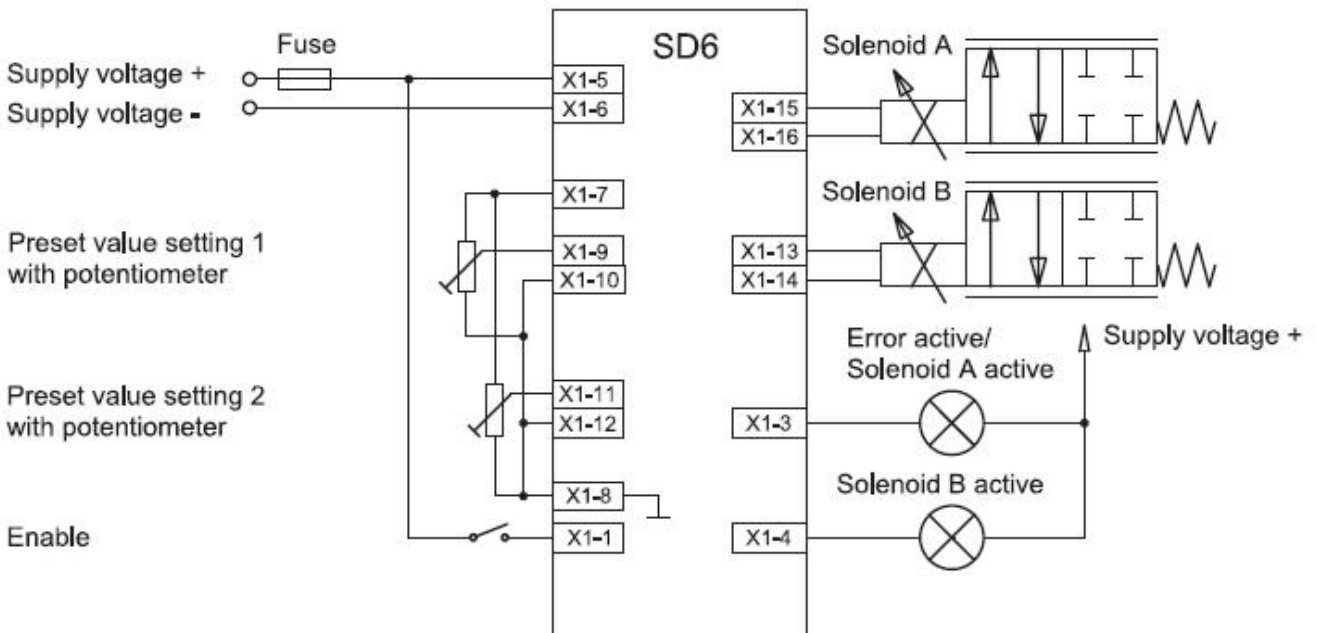 Fuse
SD6
Supply voltage +
Supply voltage -
X1-5
X1-6
Solenoid A
X1-15
X1-16
X1-7
Solenoid B
Preset value setting 1
with potentiometer
X1-9
X1-10
X1-13
X1-14
Error active/
Solenoid A active
Supply voltage +
Preset value setting 2
with potentiometer
X1-11
X1-12
X1-3
Solenoid B active
X1-8
Enable
X1-1
X1-4